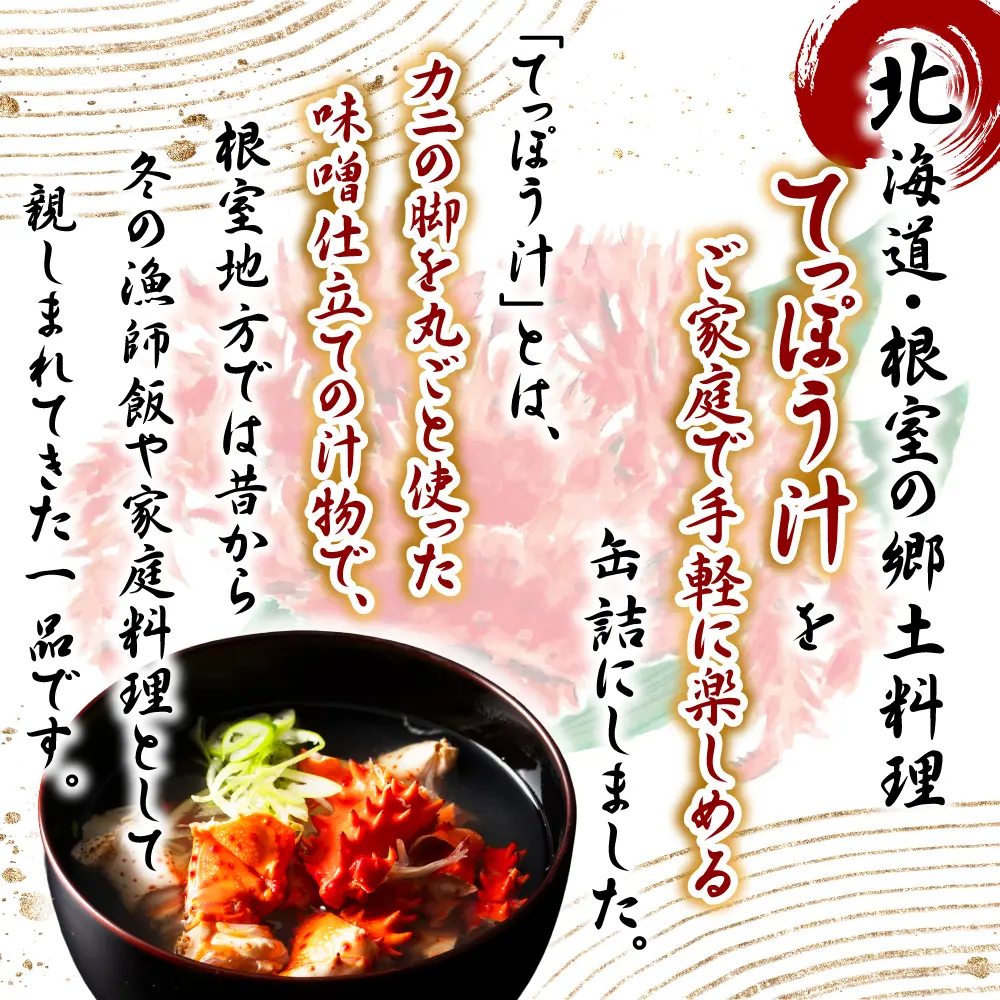 北海道・根室の郷土料理
てっぽう汁を
ご家庭で手軽に楽しめる
缶詰にしました。
「てっぽう汁」とは、
カニの脚を丸ごと使った
味噌仕立ての汁物で、
根室地方では昔から
冬の漁師飯や家庭料理として
親しまれてきた一品です。